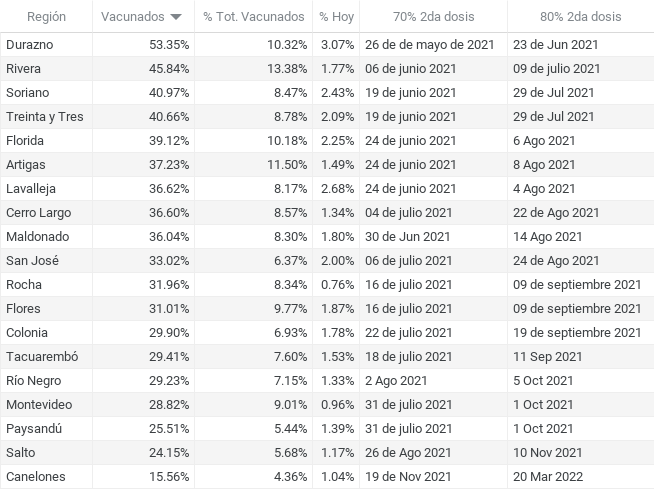 Región Vacunados % Tot. Vacunados % Hoy 70% 2da dosis 80% 2da dosis
Durazno 53.35% 10.32% 3.07% 26 de de mayo de 2021 23 de Jun 2021
Rivera 45.84% 13.38% 1.77% 06 de junio 2021 09 de julio 2021
Soriano 40.97% 8.47% 2.43% 19 de junio 2021 29 de Jul 2021
Treinta y Tres 40.66% 8.78% 2.09% 19 de junio 2021 29 de Jul 2021
Florida 39.12% 10.18% 2.25% 24 de junio 2021 6 Ago 2021
Artigas 37.23% 11.50% 1.49% 24 de junio 2021 8 Ago 2021
Lavalleja 36.62% 8.17% 2.68% 24 de junio 2021 4 Ago 2021
Cerro Largo 36.60% 8.57% 1.34% 04 de julio 2021 22 de Ago 2021
Maldonado 36.04% 8.30% 1.80% 30 de Jun 2021 14 Ago 2021
San José 33.02% 6.37% 2.00% 06 de julio 2021 24 de Ago 2021
Rocha 31.96% 8.34% 0.76% 16 de julio 2021 09 de septiembre 2021
Flores 31.01% 9.77% 1.87% 16 de julio 2021 09 de septiembre 2021
Colonia 29.90% 6.93% 1.78% 22 de julio 2021 19 de septiembre 2021
Tacuarembó 29.41% 7.60% 1.53% 18 de julio 2021 11 Sep 2021
Río Negro 29.23% 7.15% 1.33% 2 Ago 2021 5 Oct 2021
Montevideo 28.82% 9.01% 0.96% 31 de julio 2021 1 Oct 2021
Paysandú 25.51% 5.44% 1.39% 31 de julio 2021 1 Oct 2021
Salto 24.15% 5.68% 1.17% 26 de Ago 2021 10 Nov 2021
Canelones 15.56% 4.36% 1.04% 19 de Nov 2021 20 Mar 2022